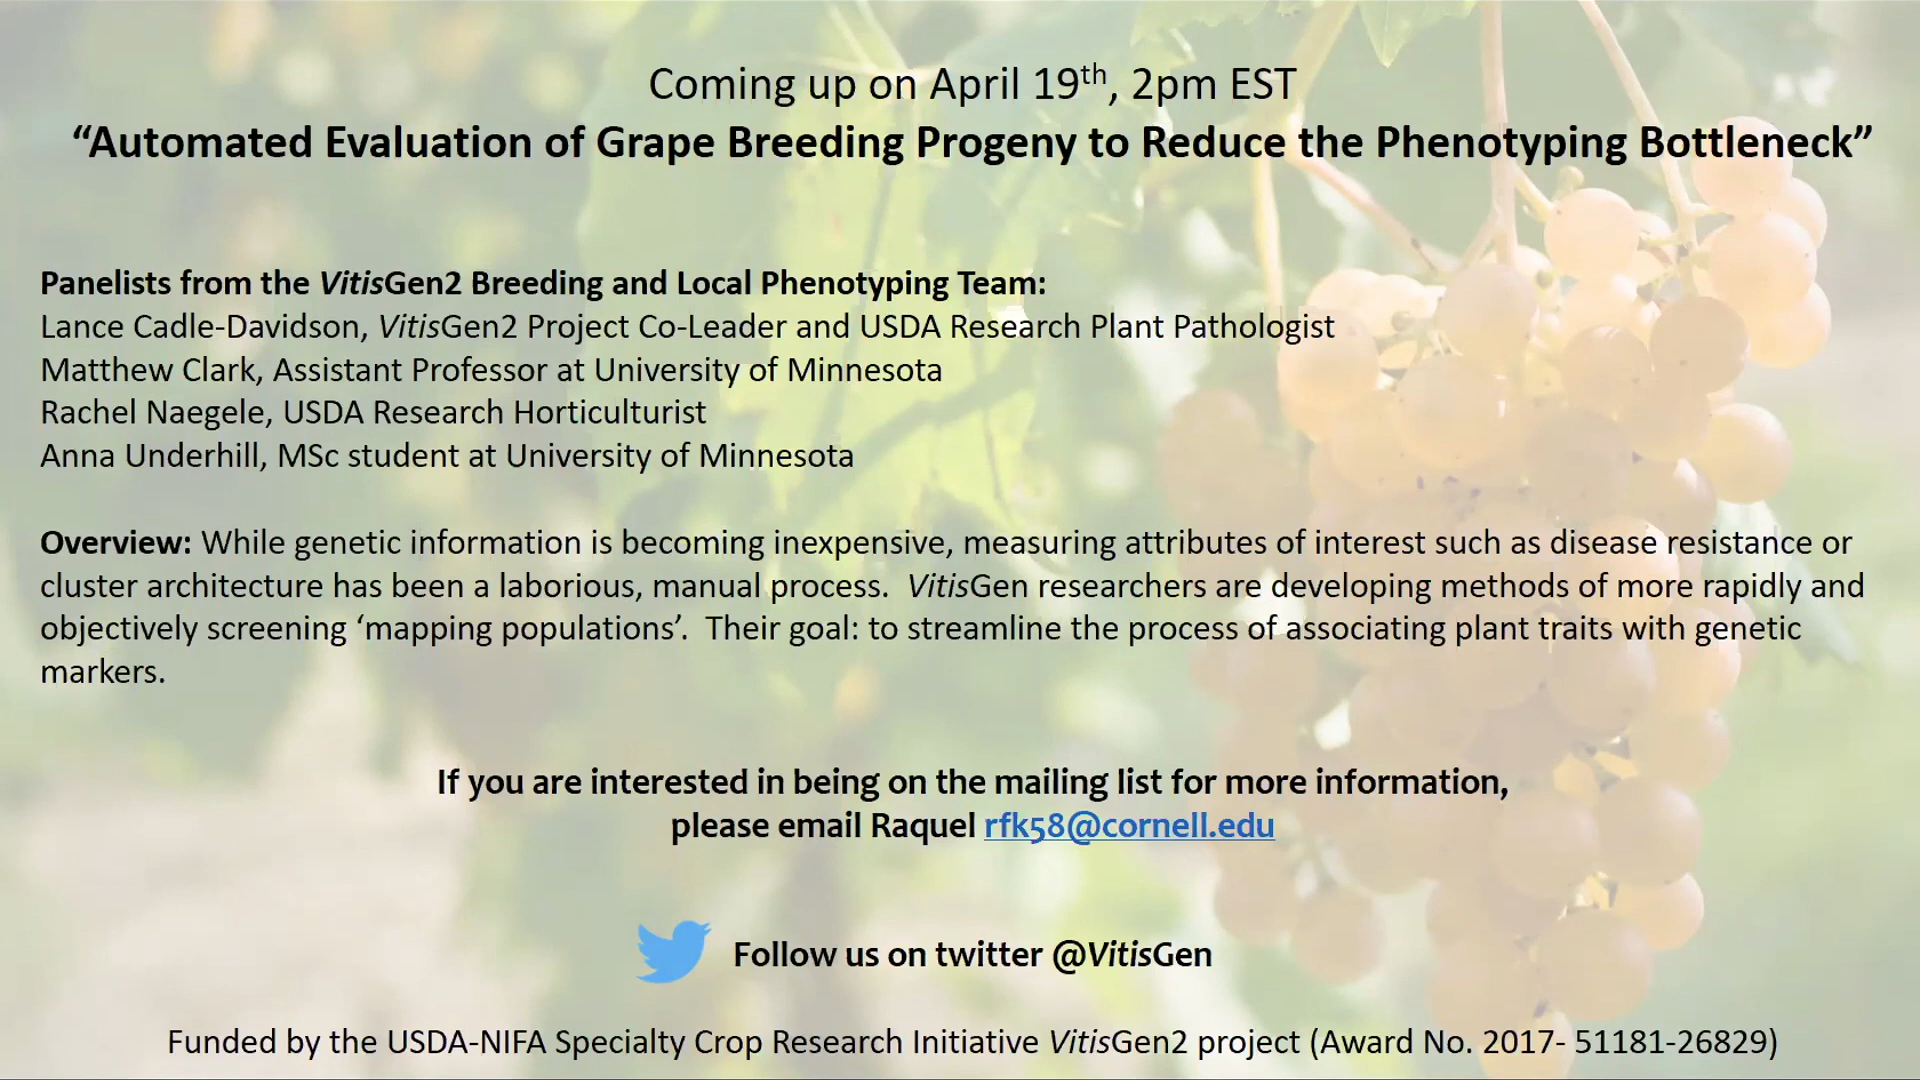 Coming up on April 19th, 2pm EST
“Automated Evaluation of Grape Breeding Progeny to Reduce the Phenotyping Bottleneck”
Panelists from the VitisGen2 Breeding and Local Phenotyping Team:
Lance Cadle-Davidson, VitisGen2 Project Co-Leader and USDA Research Plant Pathologist
Matthew Clark, Assistant Professor at University of Minnesota
Rachel Naegele, USDA Research Horticulturist
Anna Underhill, MSc student at University of Minnesota
Overview: While genetic information is becoming inexpensive, measuring attributes of interest such as disease resistance or
cluster architecture has been a laborious, manual process.  VitisGen researchers are developing methods of more rapidly and
objectively screening ‘mapping populations’.  Their goal: to streamline the process of associating plant traits with genetic
markers.
If you are interested in being on the mailing list for more information,
please email Raquel rfk58@cornell.edu
Follow us on twitter @VitisGen
Funded by the USDA-NIFA Specialty Crop Research Initiative VitisGen2 project (Award No. 2017- 51181-26829)